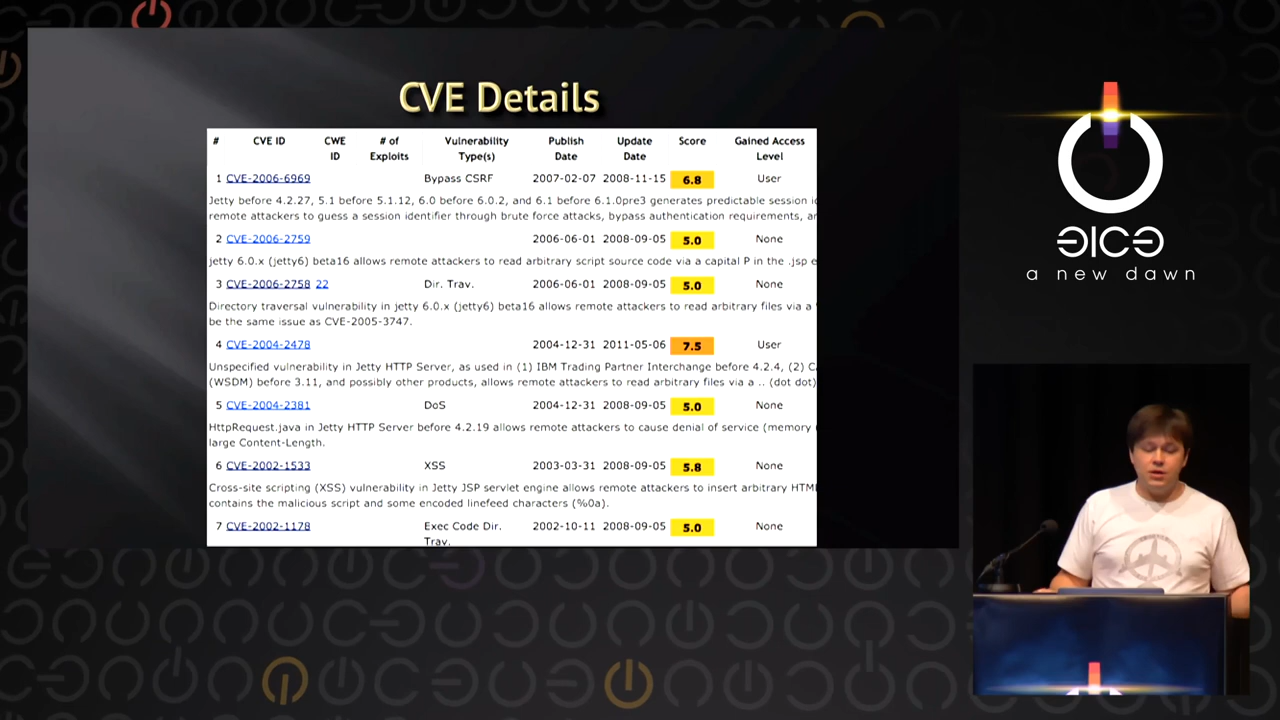 CVE Details
# CVE ID CWE ID # of Exploits Vulnerability Type(s) Publish Date Update Date Score Gained Access Level
1 CVE-2006-6969 Bypass CSRF 2007-02-07 2008-11-15 6.8 User
Jetty before 4.2.27, 5.1 before 5.1.12, 6.0 before 6.0.2, and 6.1 before 6.1.0pre3 generates predictable session
remote attackers to guess a session identifier through brute force attacks, bypass authentication requirements,
2 CVE-2006-2759 2006-06-01 2008-09-05 5.0 None
jetty 6.0.x (jetty6) beta16 allows remote attackers to read arbitrary script source code via a capital P in the .jsp
3 CVE-2006-2758 22 Dir. Trav. 2006-06-01 2008-09-05 5.0 None
Directory traversal vulnerability in jetty 6.0.x (jetty6) beta16 allows remote attackers to read arbitrary files via a
be the same issue as CVE-2005-3747.
4 CVE-2004-2478 2004-12-31 2011-05-06 7.5 User
Unspecified vulnerability in Jetty HTTP Server, as used in (1) IBM Trading Partner Interchange before 4.2.4, (2)
(WSDM) before 3.11, and possibly other products, allows remote attackers to read arbitrary files via a .. (dot dot)
5 CVE-2004-2381 DoS 2004-12-31 2008-09-05 5.0 None
HttpRequest.java in Jetty HTTP Server before 4.2.19 allows remote attackers to cause denial of service (memory
large Content-Length.
6 CVE-2002-1533 XSS 2003-03-31 2008-09-05 5.8 None
Cross-site scripting (XSS) vulnerability in Jetty JSP servlet engine allows remote attackers to insert arbitrary HTM
contains the malicious script and some encoded linefeed characters (%0a).
7 CVE-2002-1178 Exec Code Dir. Trav. 2002-10-11 2008-09-05 5.0 None
a new dawn